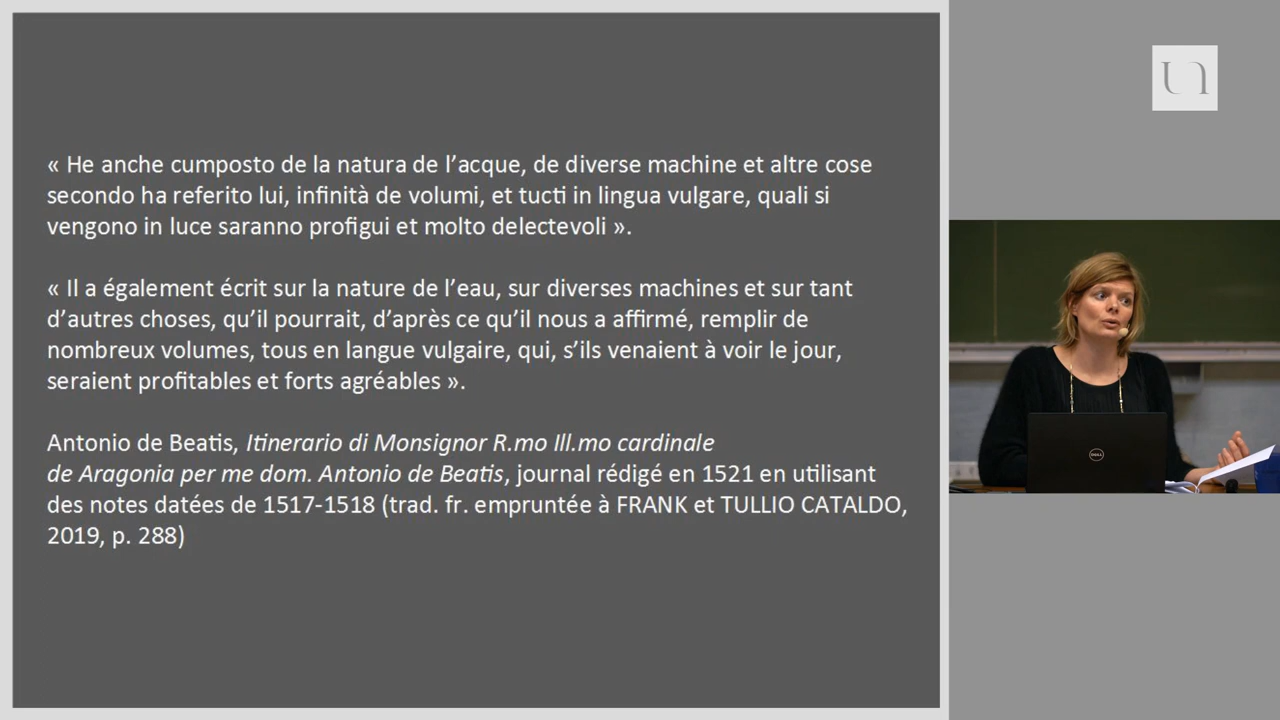 « He anche cumposto de la natura de l’acque, de diverse machine et altre cose
secondo ha referito lui, infinità de volumi, et tucti in lingua vulgare, quali si
vengono in luce saranno profigui et molto delectevoli ».
« Il a également écrit sur la nature de l’eau, sur diverses machines et sur tant
d’autres choses, qu’il pourrait, d’après ce qu’il nous a affirmé, remplir de
nombreux volumes, tous en langue vulgaire, qui, s’ils venaient à voir le jour,
seraient profitables et forts agréables ».
Antonio de Beatis, Itinerario di Monsignor R.mo Ill.mo cardinale
de Aragonia per me dom. Antonio de Beatis, journal rédigé en 1521 en utilisant
des notes datées de 1517-1518 (trad. fr. empruntée à FRANK et TULLIO CATALDO,
2019, p. 288)
UN
DELL